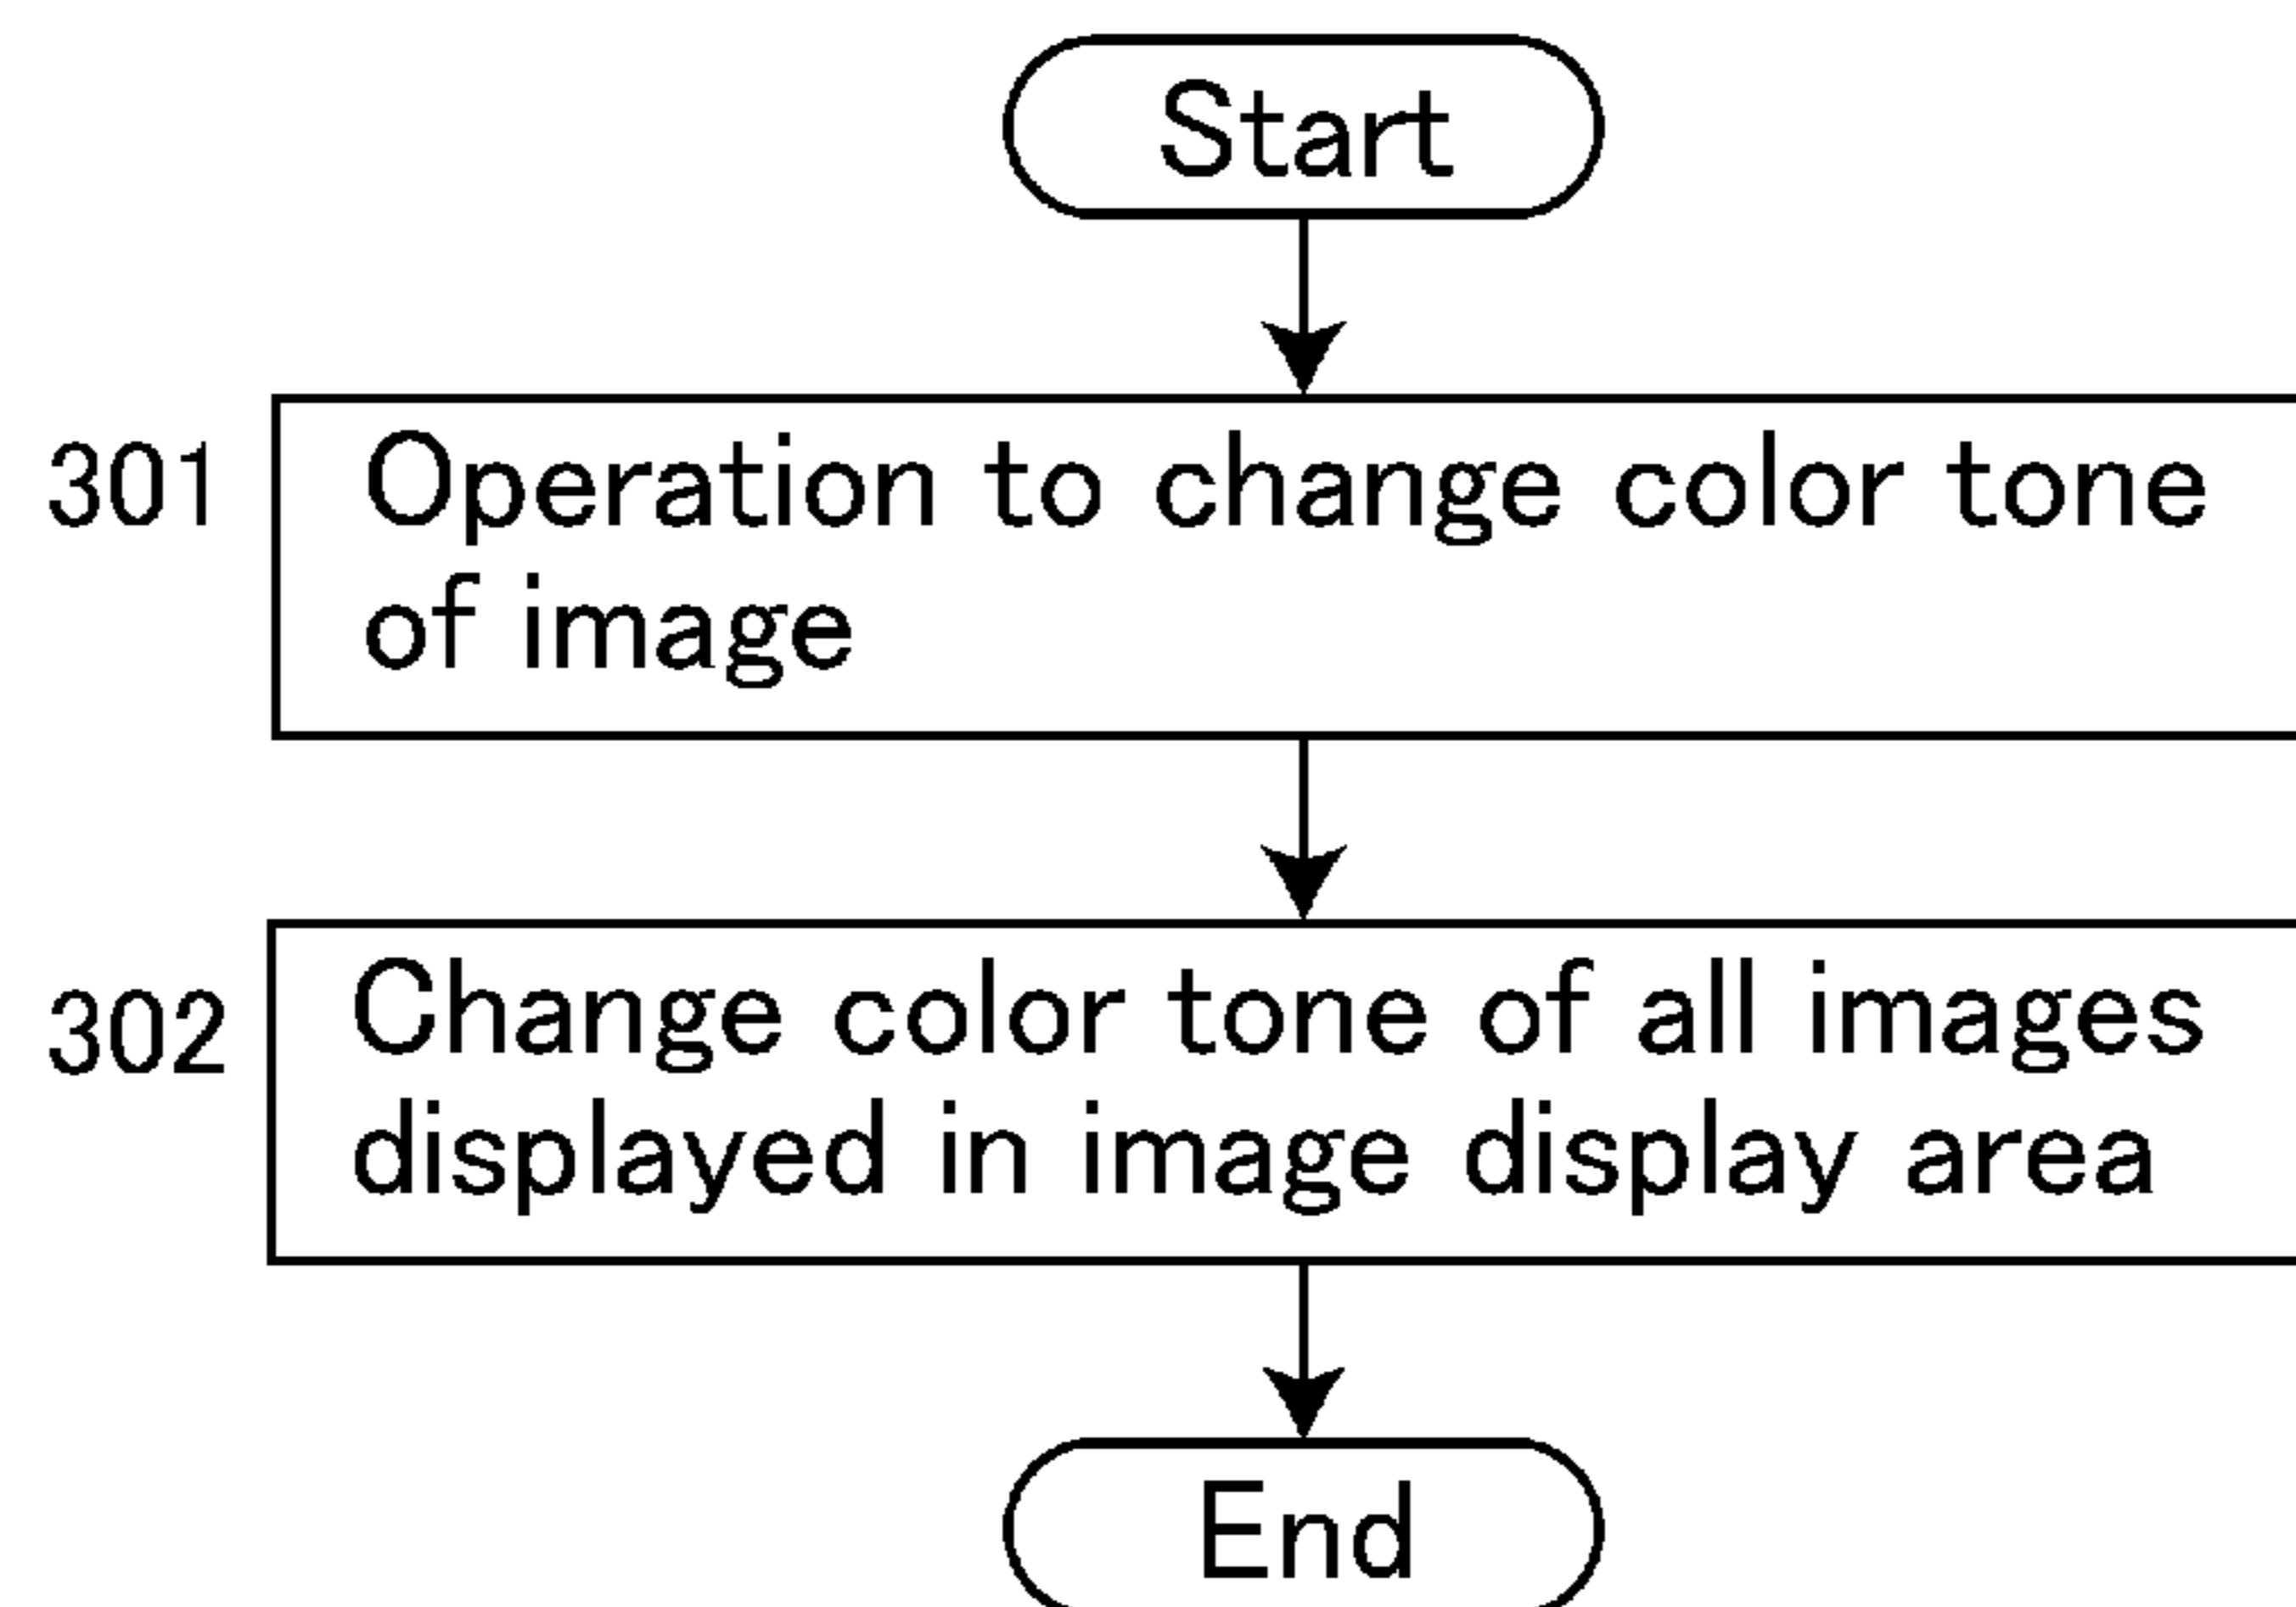 Start
301
Operation to change color tone
of image
302
Change color tone of all images
displayed in image display area
End